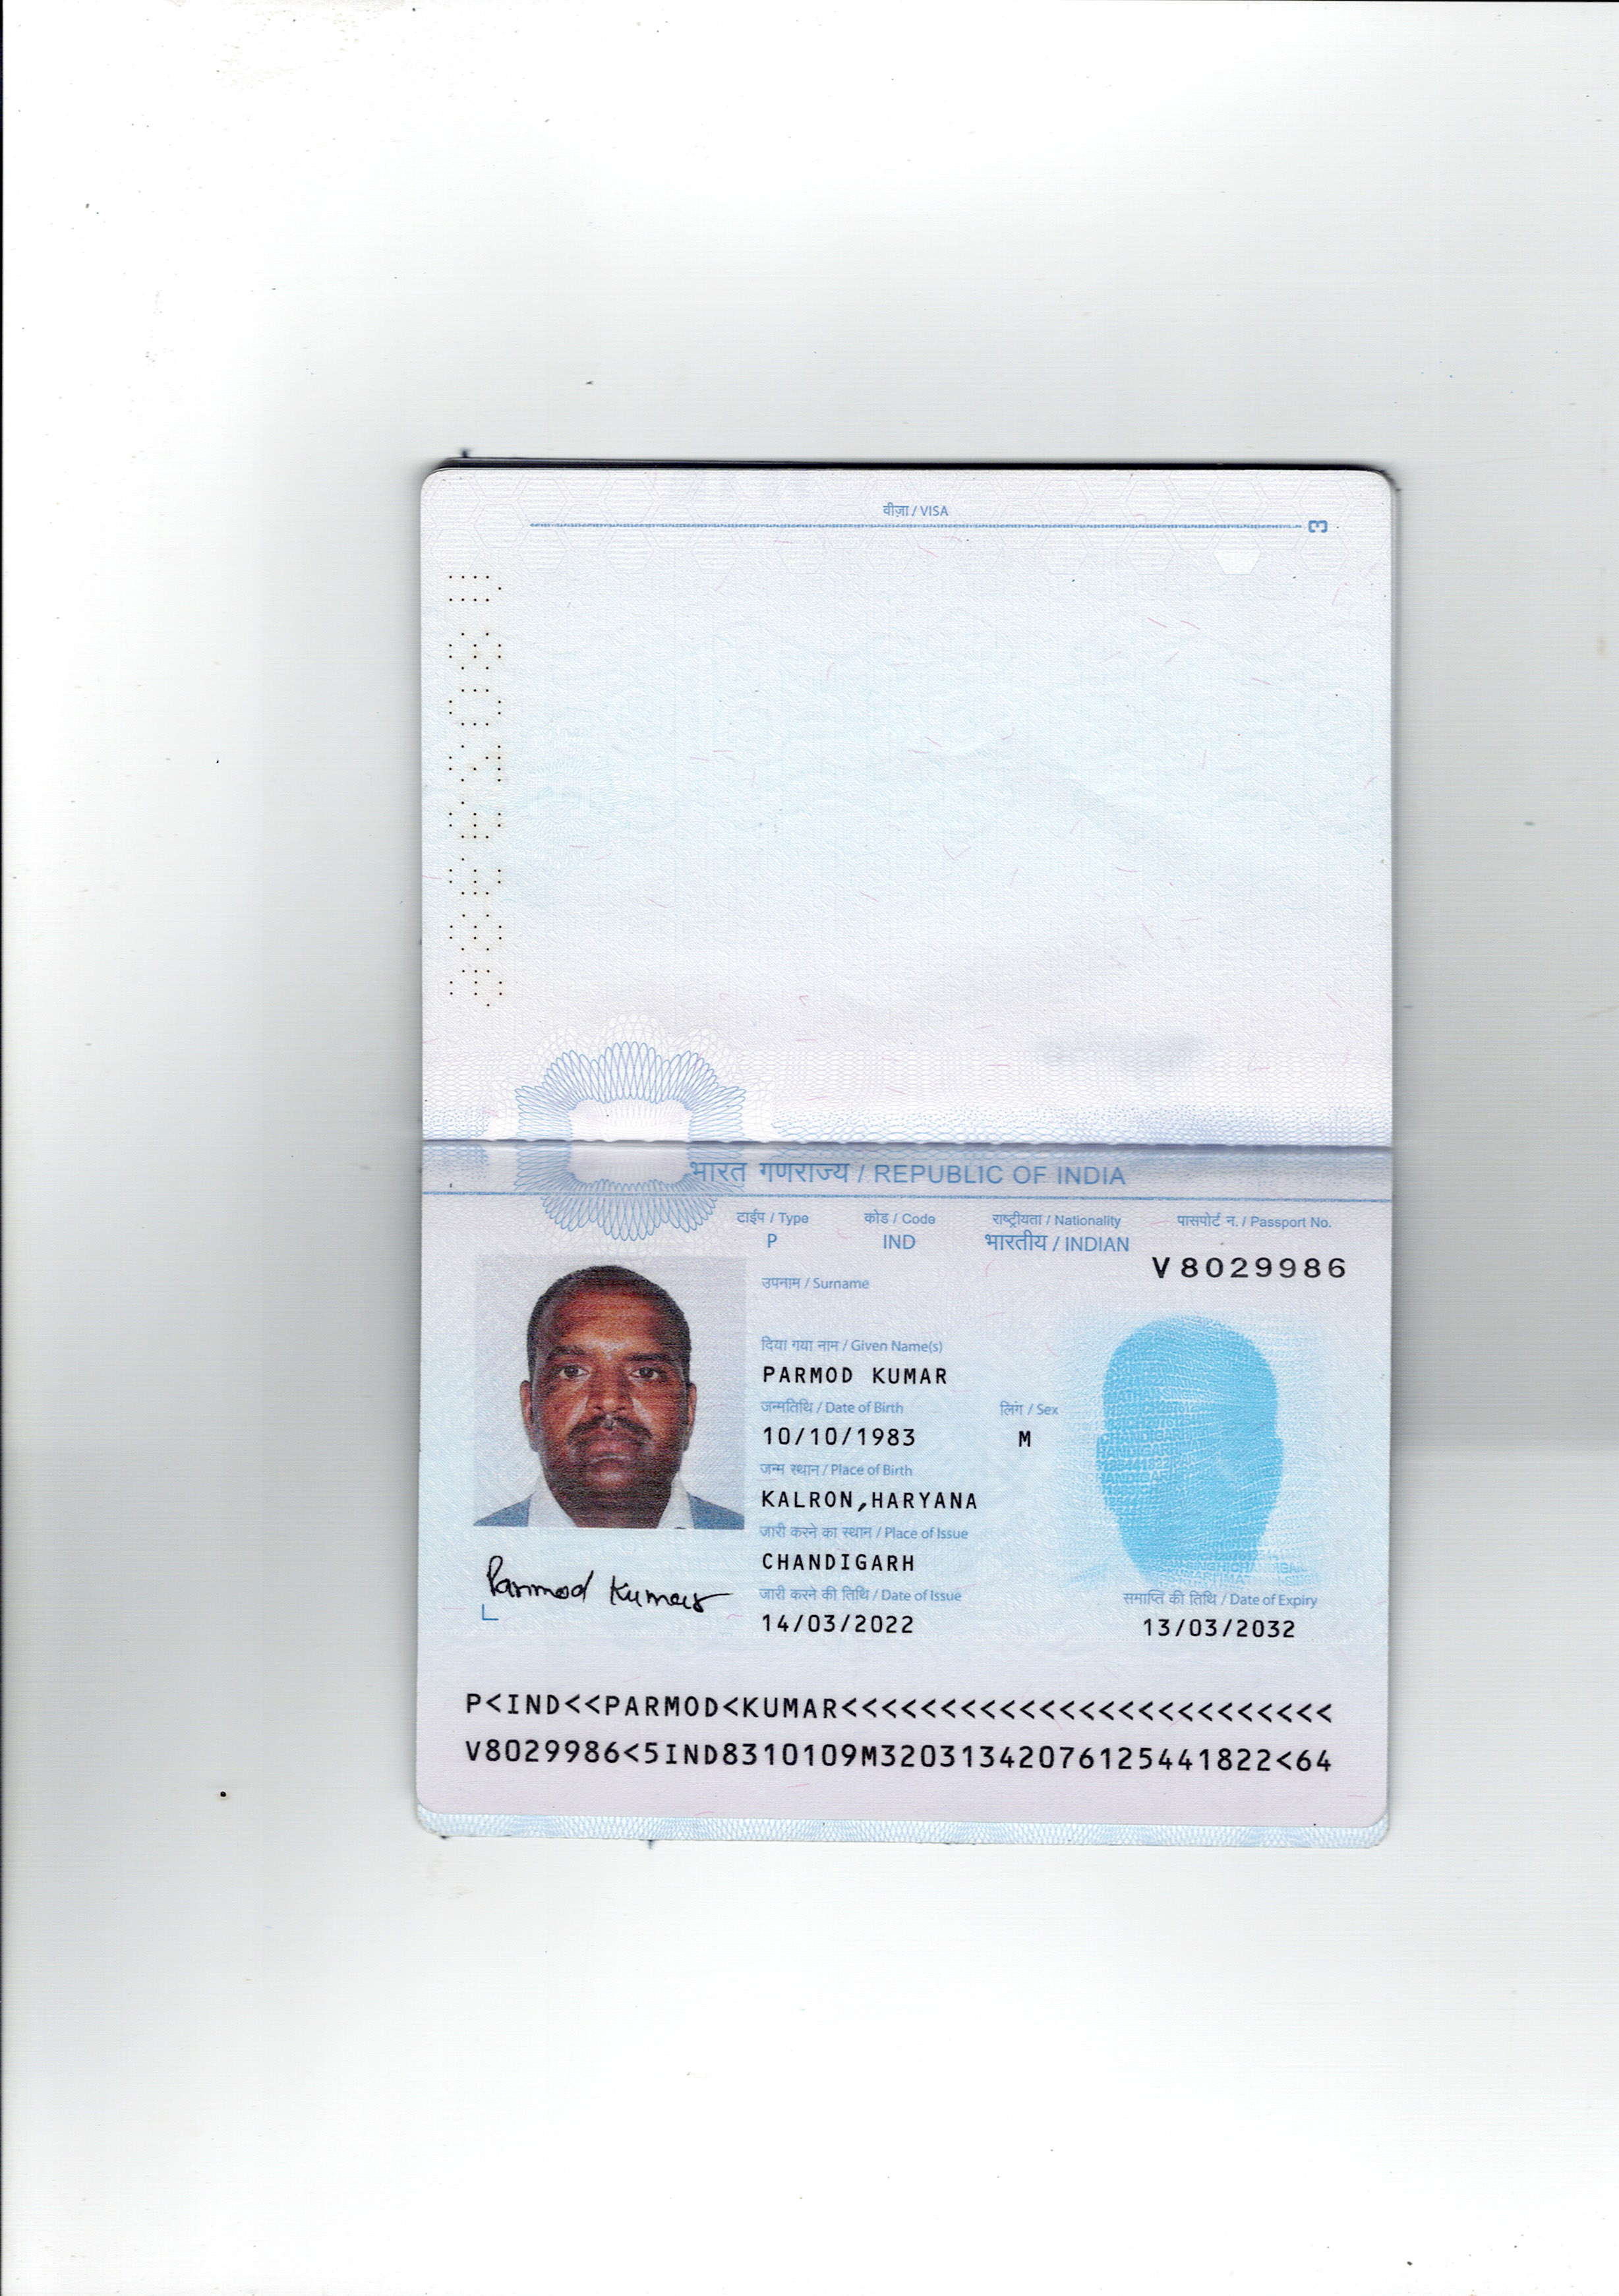 वीज़ा / VISA
3
भारत गणराज्य / REPUBLIC OF INDIA
टाईप / Type कोड / Code राष्ट्रीयता / Nationality पासपोर्ट न. / Passport No.
P IND भारतीय / INDIAN V8029986
उपनाम / Surname
दिया गया नाम / Given Name(s)
PARMOD KUMAR
जन्मतिथि / Date of Birth लिंग / Sex
10/10/1983 M
जन्म स्थान / Place of Birth
KALRON,HARYANA
जारी करने का स्थान / Place of Issue
CHANDIGARH
Parmod Kumar
जारी करने की तिथि / Date of Issue समाप्ति की तिथि / Date of Expiry
14/03/2022 13/03/2032
P<IND<<PARMOD<KUMAR<<<<<<<<<<<<<<<<<<<<<<<<<
V8029986<5IND8310109M32031342076125441822<64